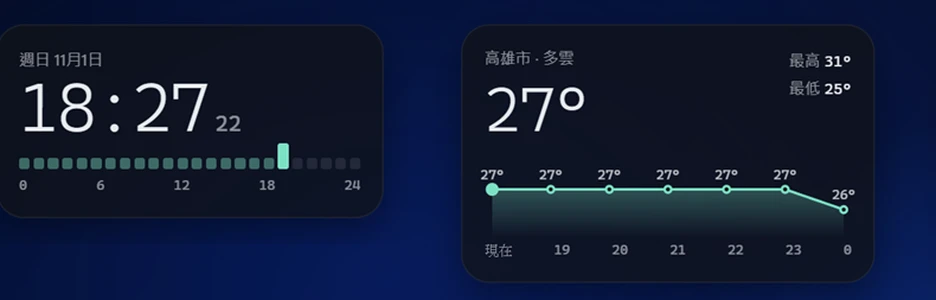 週日 11月1日
18:27 22
0 6 12 18 24
高雄市 · 多雲
27°
最高 31°
最低 25°
27° 27° 27° 27° 27° 27° 26°
現在 19 20 21 22 23 0